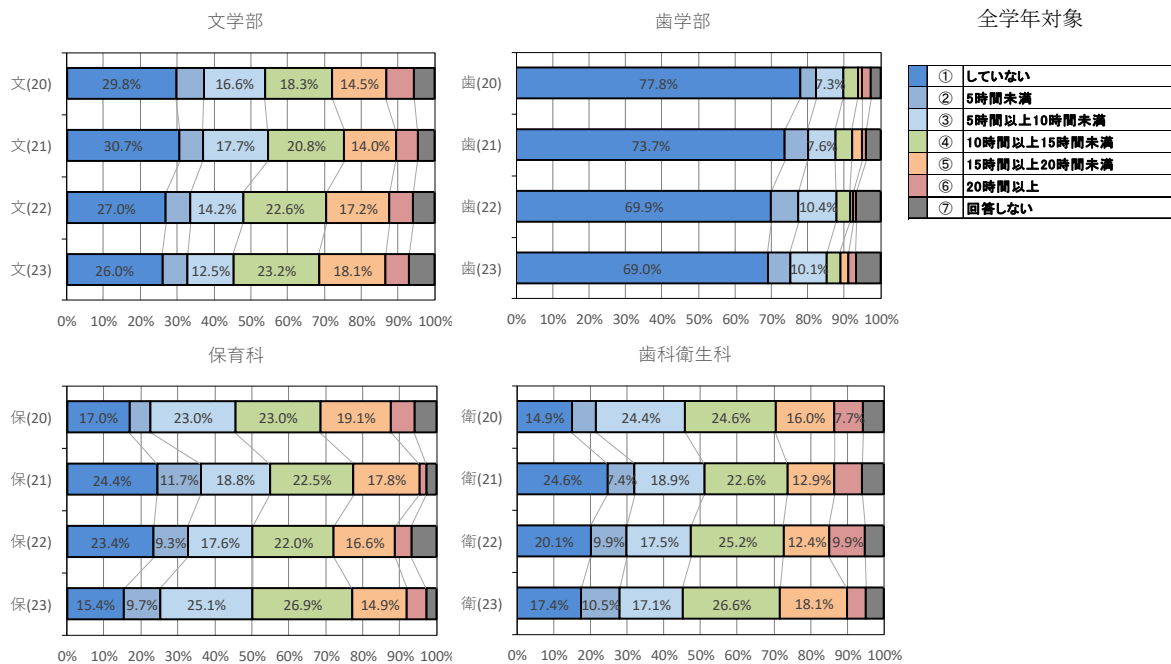 文学部
文(20) 29.8% 16.6% 18.3% 14.5%
文(21) 30.7% 17.7% 20.8% 14.0%
文(22) 27.0% 14.2% 22.6% 17.2%
文(23) 26.0% 12.5% 23.2% 18.1%
0% 10% 20% 30% 40% 50% 60% 70% 80% 90% 100%
歯学部
歯(20) 77.8% 7.3%
歯(21) 73.7% 7.6%
歯(22) 69.9% 10.4%
歯(23) 69.0% 10.1%
0% 10% 20% 30% 40% 50% 60% 70% 80% 90% 100%
全学年対象
① していない
② 5時間未満
③ 5時間以上10時間未満
④ 10時間以上15時間未満
⑤ 15時間以上20時間未満
⑥ 20時間以上
⑦ 回答しない
保育科
保(20) 17.0% 23.0% 23.0% 19.1%
保(21) 24.4% 11.7% 18.8% 22.5% 17.8%
保(22) 23.4% 9.3% 17.6% 22.0% 16.6%
保(23) 15.4% 9.7% 25.1% 26.9% 14.9%
0% 10% 20% 30% 40% 50% 60% 70% 80% 90% 100%
歯科衛生科
衛(20) 14.9% 24.4% 24.6% 16.0% 7.7%
衛(21) 24.6% 7.4% 18.9% 22.6% 12.9%
衛(22) 20.1% 9.9% 17.5% 25.2% 12.4% 9.9%
衛(23) 17.4% 10.5% 17.1% 26.6% 18.1%
0% 10% 20% 30% 40% 50% 60% 70% 80% 90% 100%